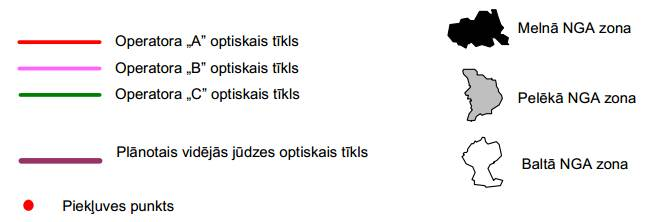 Operatora „A” optiskais tīkls
Operatora „B” optiskais tīkls
Operatora „C” optiskais tīkls
Plānotais vidējās jūdzes optiskais tīkls
Piekļuves punkts
Melnā NGA zona
Pelēkā NGA zona
Baltā NGA zona